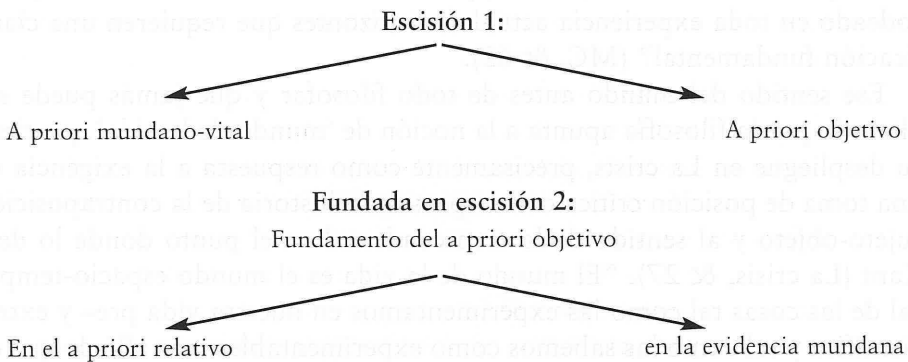 Escisión 1:
A priori mundano-vital A priori objetivo
Fundada en escisión 2:
Fundamento del a priori objetivo
En el a priori relativo en la evidencia mundana